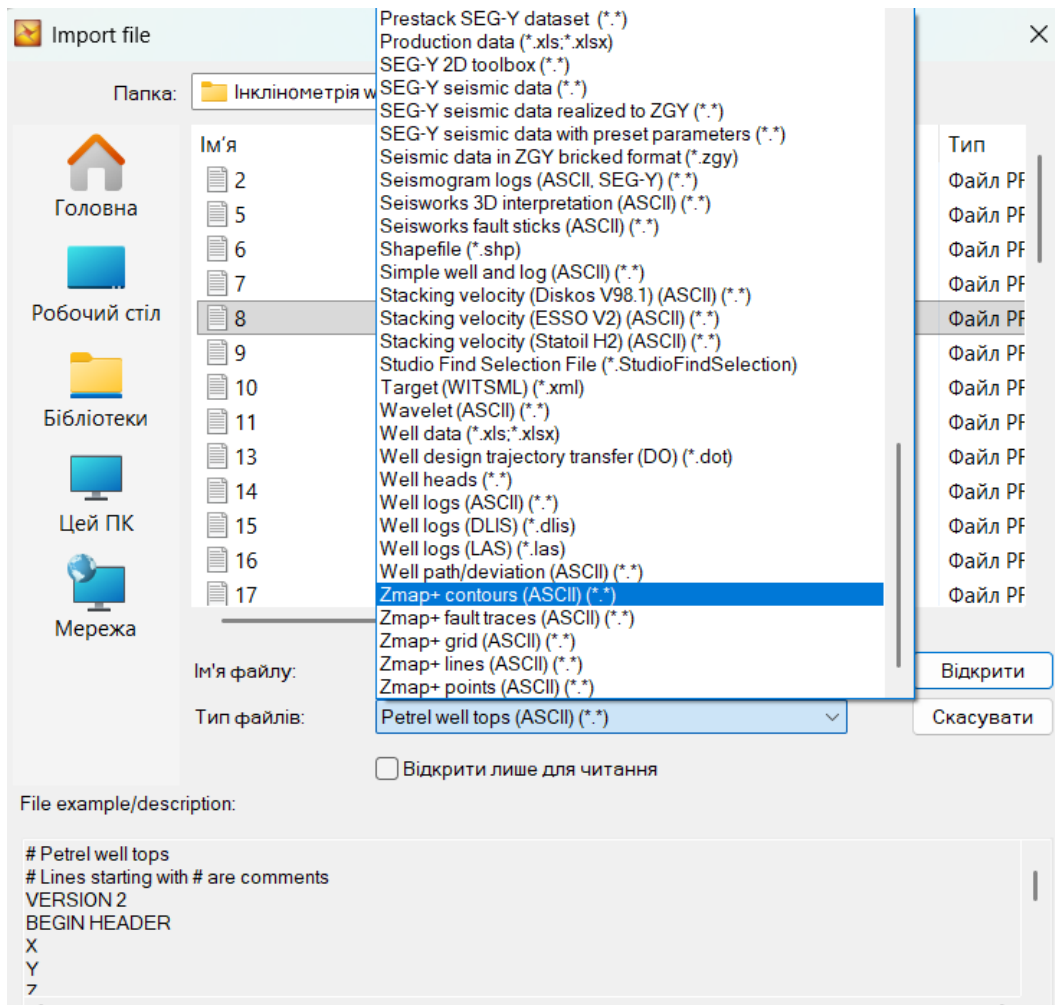 Import file
Папка:
Інклінометрія w
Prestack SEG-Y dataset (*.*)
Production data (*.xls;*.xlsx)
SEG-Y 2D toolbox (*.*)
SEG-Y seismic data (*.*)
SEG-Y seismic data realized to ZGY (*.*)
SEG-Y seismic data with preset parameters (*.*)
Seismic data in ZGY bricked format (*.zgy)
Seismogram logs (ASCII, SEG-Y) (*.*)
Seisworks 3D interpretation (ASCII) (*.*)
Seisworks fault sticks (ASCII) (*.*)
Shapefile (*.shp)
Simple well and log (ASCII) (*.*)
Stacking velocity (Diskos V98.1) (ASCII) (*.*)
Stacking velocity (ESSO V2) (ASCII) (*.*)
Stacking velocity (Statoil H2) (ASCII) (*.*)
Studio Find Selection File (*.StudioFindSelection)
Target (WITSML) (*.xml)
Wavelet (ASCII) (*.*)
Well data (*.xls;*.xlsx)
Well design trajectory transfer (DO) (*.dot)
Well heads (*.*)
Well logs (ASCII) (*.*)
Well logs (DLIS) (*.dlis)
Well logs (LAS) (*.las)
Well path/deviation (ASCII) (*.*)
Zmap+ contours (ASCII) (*.*)
Zmap+ fault traces (ASCII) (*.*)
Zmap+ grid (ASCII) (*.*)
Zmap+ lines (ASCII) (*.*)
Zmap+ points (ASCII) (*.*)
Головна
Робочий стіл
Бібліотеки
Цей ПК
Мережа
Ім'я
2
5
6
7
8
9
10
11
13
14
15
16
17
Тип
Файл PF
Файл PF
Файл PF
Файл PF
Файл PF
Файл PF
Файл PF
Файл PF
Файл PF
Файл PF
Файл PF
Файл PF
Файл PF
Ім'я файлу:
Відкрити
Тип файлів:
Petrel well tops (ASCII) (*.*)
Скасувати
Відкрити лише для читання
File example/description:
# Petrel well tops
# Lines starting with # are comments
VERSION 2
BEGIN HEADER
X
Y
Z